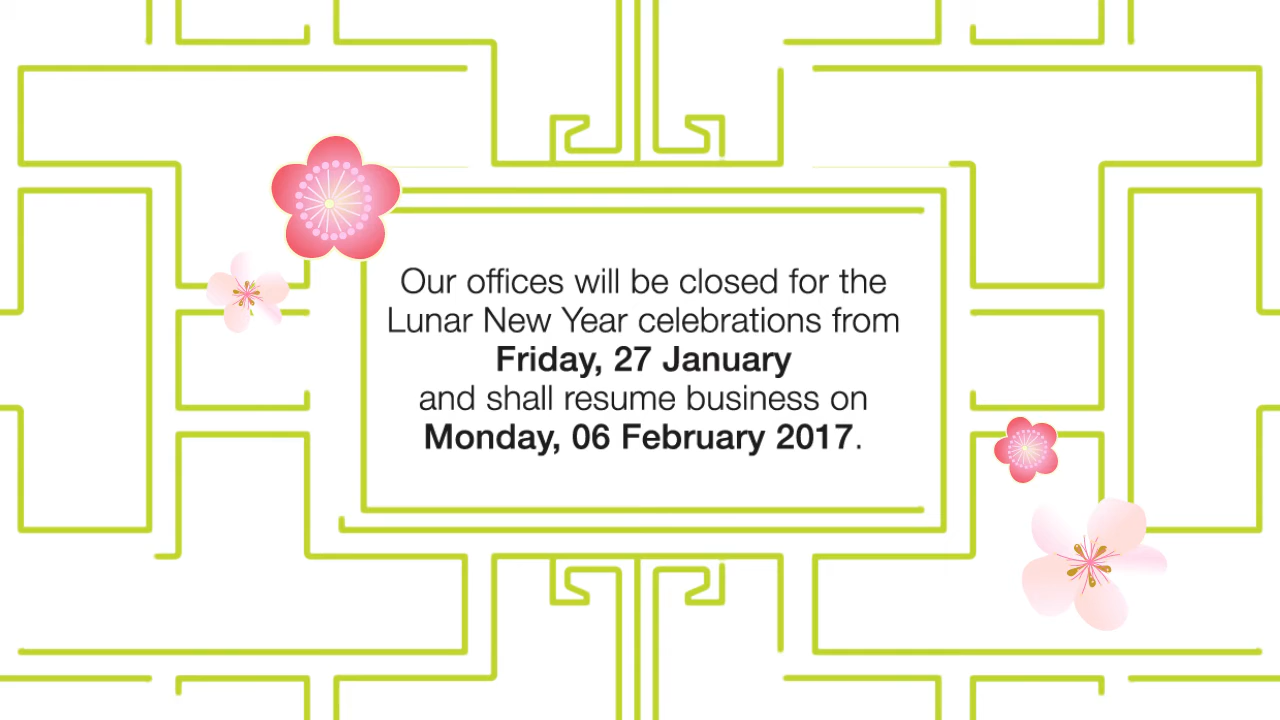 Our offices will be closed for the
Lunar New Year celebrations from
Friday, 27 January
and shall resume business on
Monday, 06 February 2017.